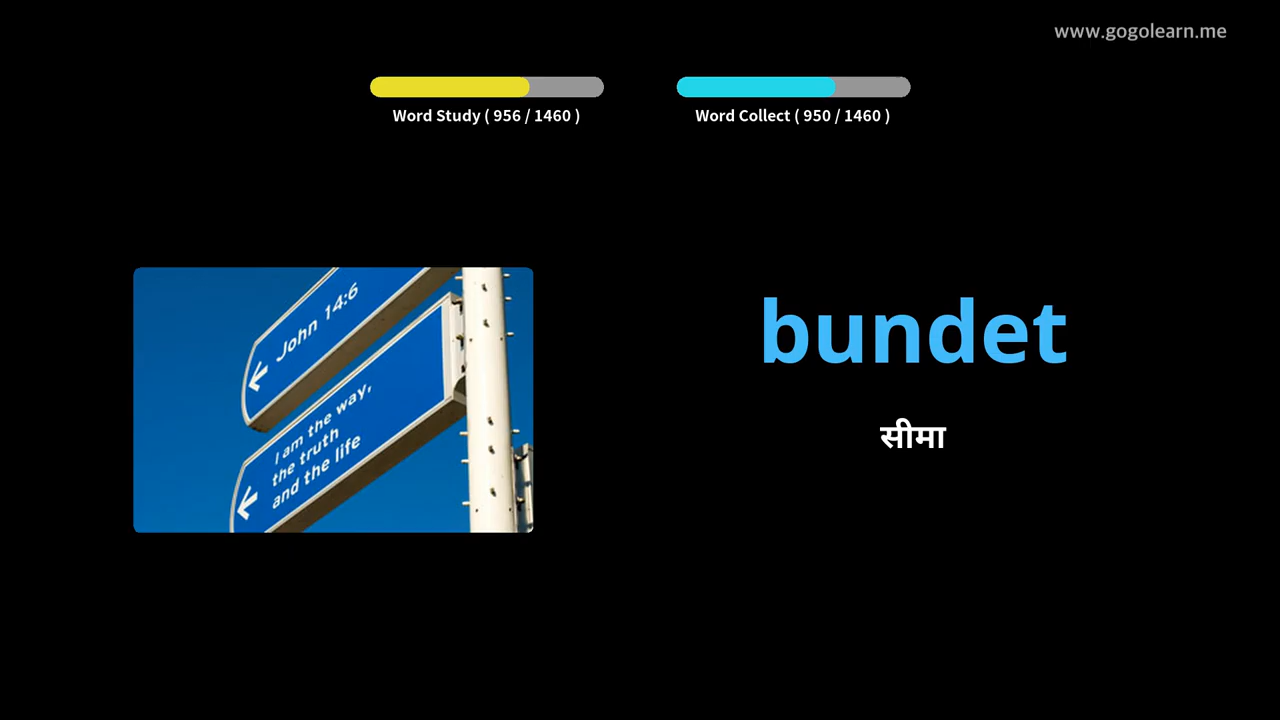 www.gogolearn.me
Word Study ( 956 / 1460 )
Word Collect ( 950 / 1460 )
John 14:6
I am the way,
the truth
and the life
bundet
सीमा